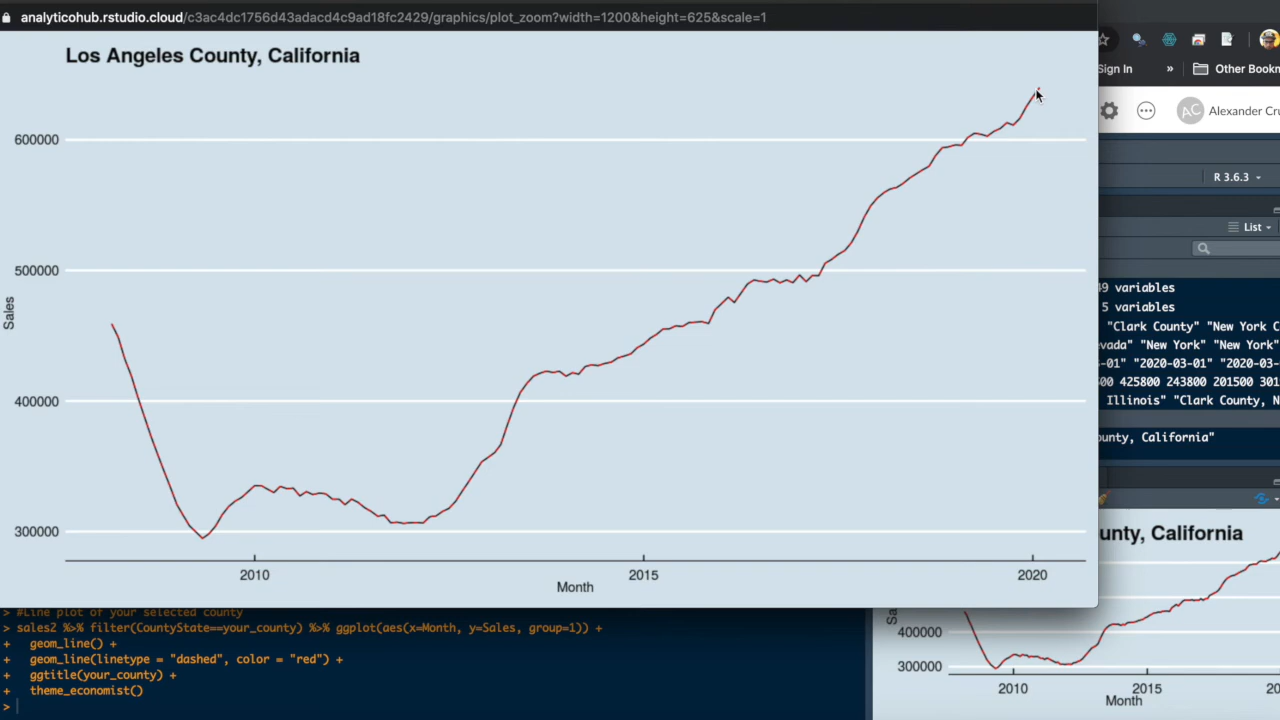 analyticohub.rstudio.cloud/c3ac4dc1756d43adacd4c9ad18fc2429/graphics/plot_zoom?width=1200&height=625&scale=1
Los Angeles County, California
600000
500000
400000
300000
Sales
2010
2015
2020
Month
Sign In
»
Other Bookm
AC
Alexander Cru
R 3.6.3
List
49 variables
5 variables
"Clark County" "New York C
evada" "New York" "New York"
-01" "2020-03-01" "2020-03-
00 425800 243800 201500 301
Illinois" "Clark County, N
ounty, California"
> #Line plot of your selected county
> sales2 %>% filter(CountyState==your_county) %>% ggplot(aes(x=Month, y=Sales, group=1)) +
+ geom_line() +
+ geom_line(linetype = "dashed", color = "red") +
+ ggtitle(your_county) +
+ theme_economist()
>
unty, California
Sa
400000
300000
2010
2015
20
Month